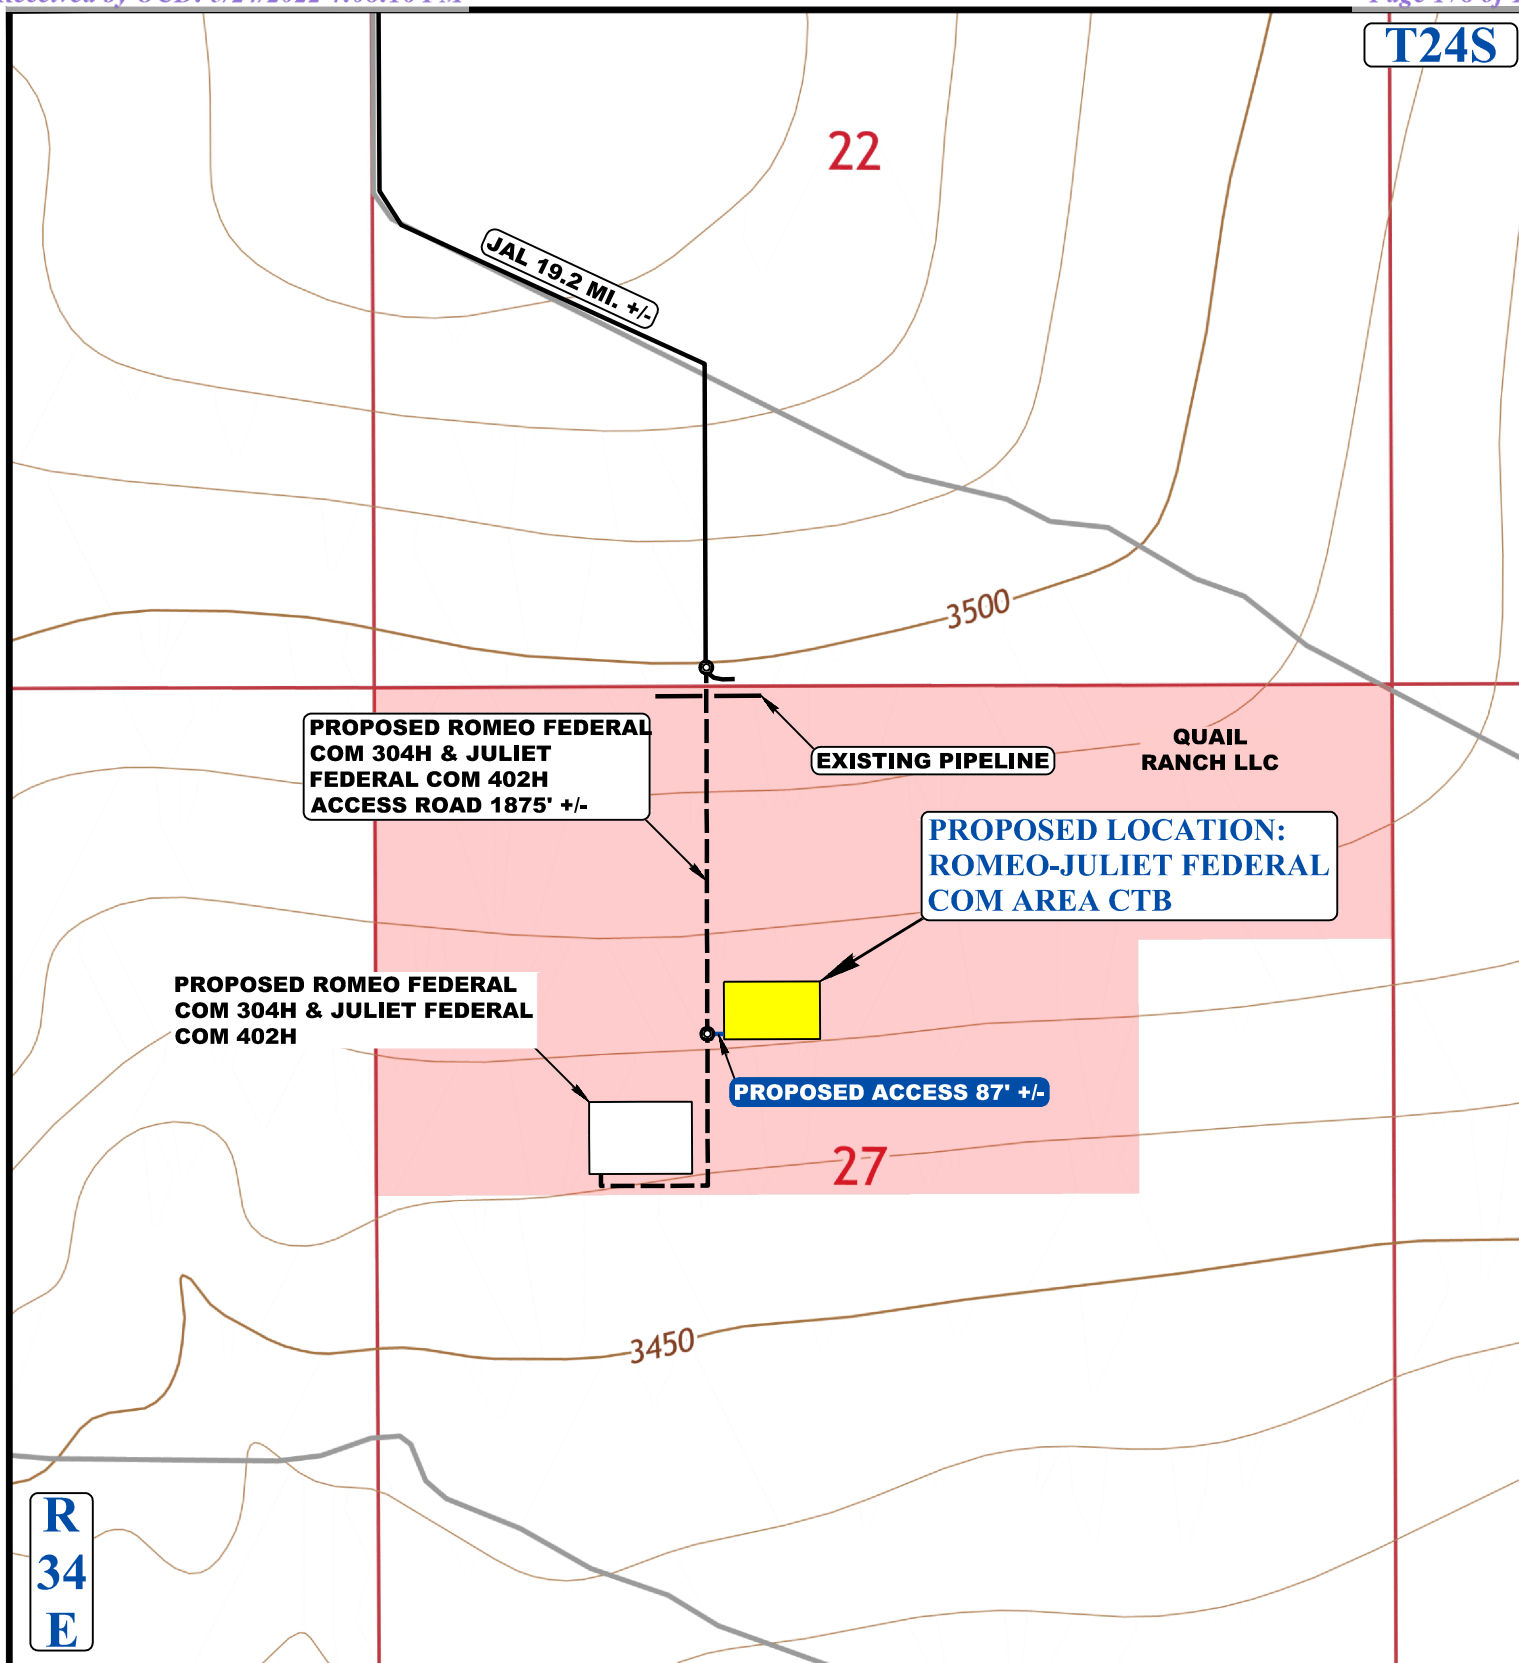 T24S
22
JAL 19.2 MI. +/-
3500
PROPOSED ROMEO FEDERAL
COM 304H & JULIET
FEDERAL COM 402H
ACCESS ROAD 1875' +/-
EXISTING PIPELINE
QUAIL
RANCH LLC
PROPOSED LOCATION:
ROMEO-JULIET FEDERAL
COM AREA CTB
PROPOSED ROMEO FEDERAL
COM 304H & JULIET FEDERAL
COM 402H
PROPOSED ACCESS 87' +/-
27
3450
R
34
E